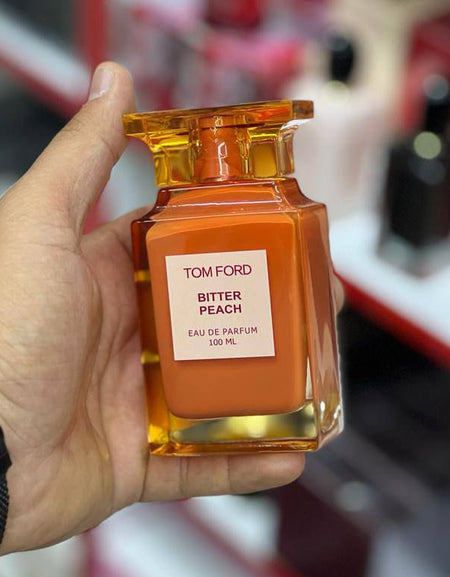 TOM FORD
BITTER
PEACH
EAU DE PARFUM
100 ML